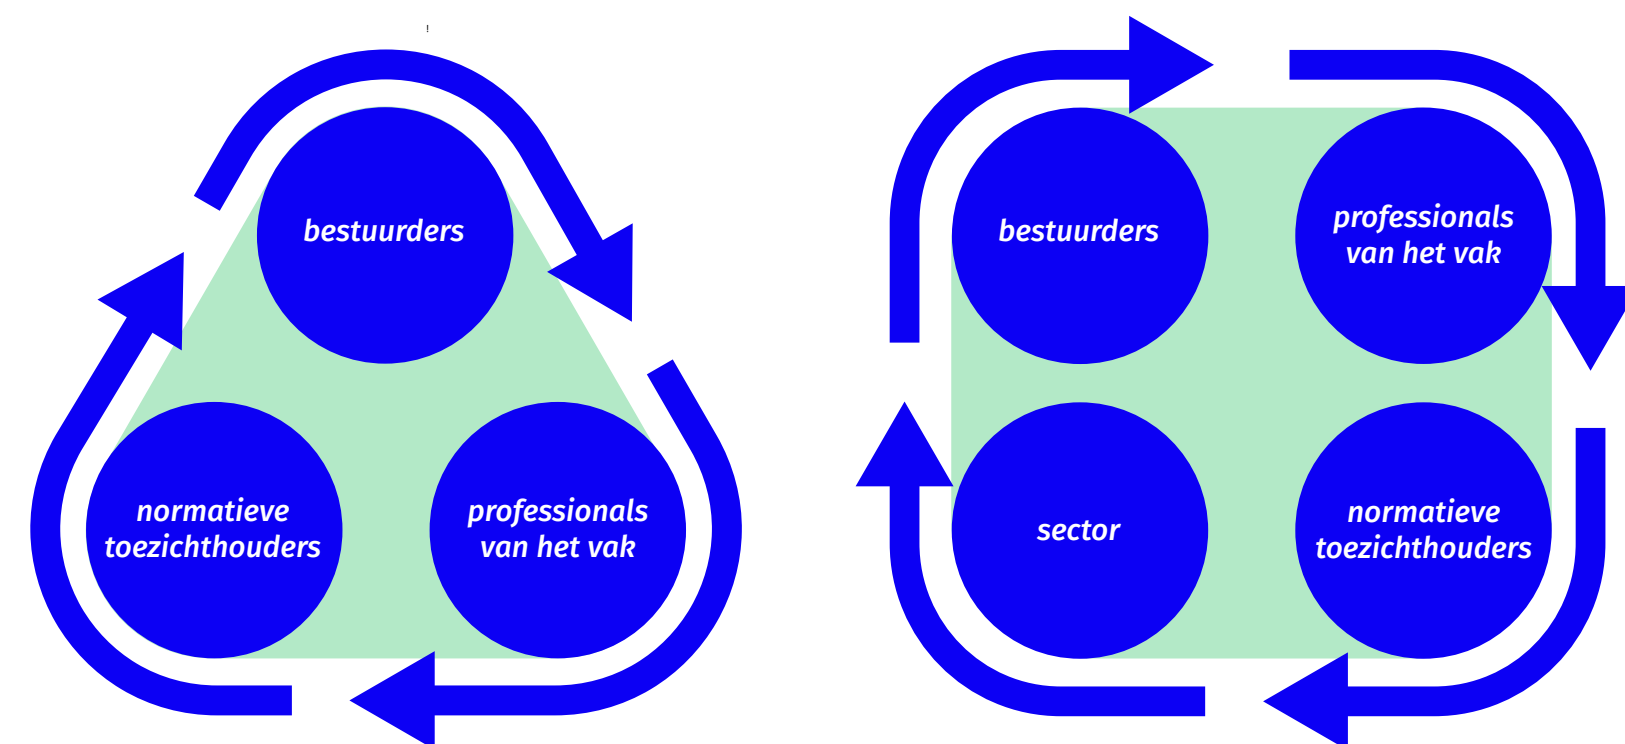 !
bestuurders
normatieve
toezichthouders
professionals
van het vak
bestuurders
professionals
van het vak
sector
normatieve
toezichthouders